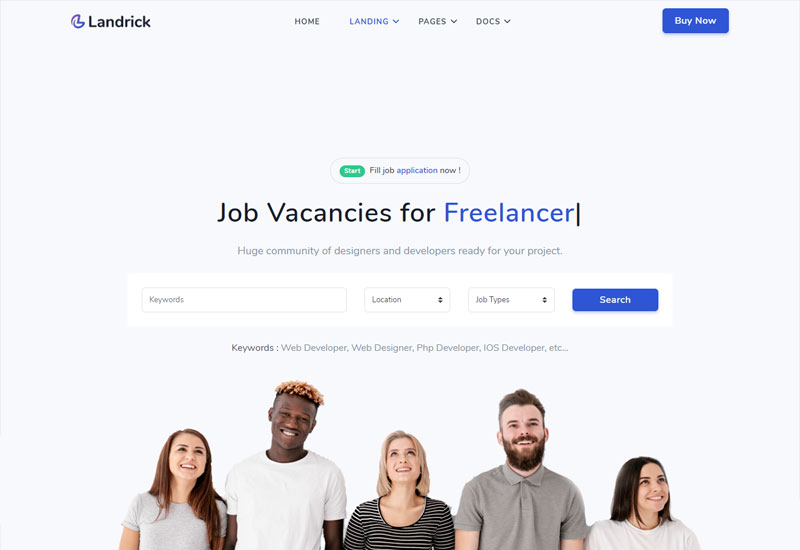 Landrick
HOME LANDING PAGES DOCS
Buy Now
Start Fill job application now !
Job Vacancies for Freelancer|
Huge community of designers and developers ready for your project.
Keywords Location Job Types Search
Keywords : Web Developer, Web Designer, Php Developer, IOS Developer, etc...